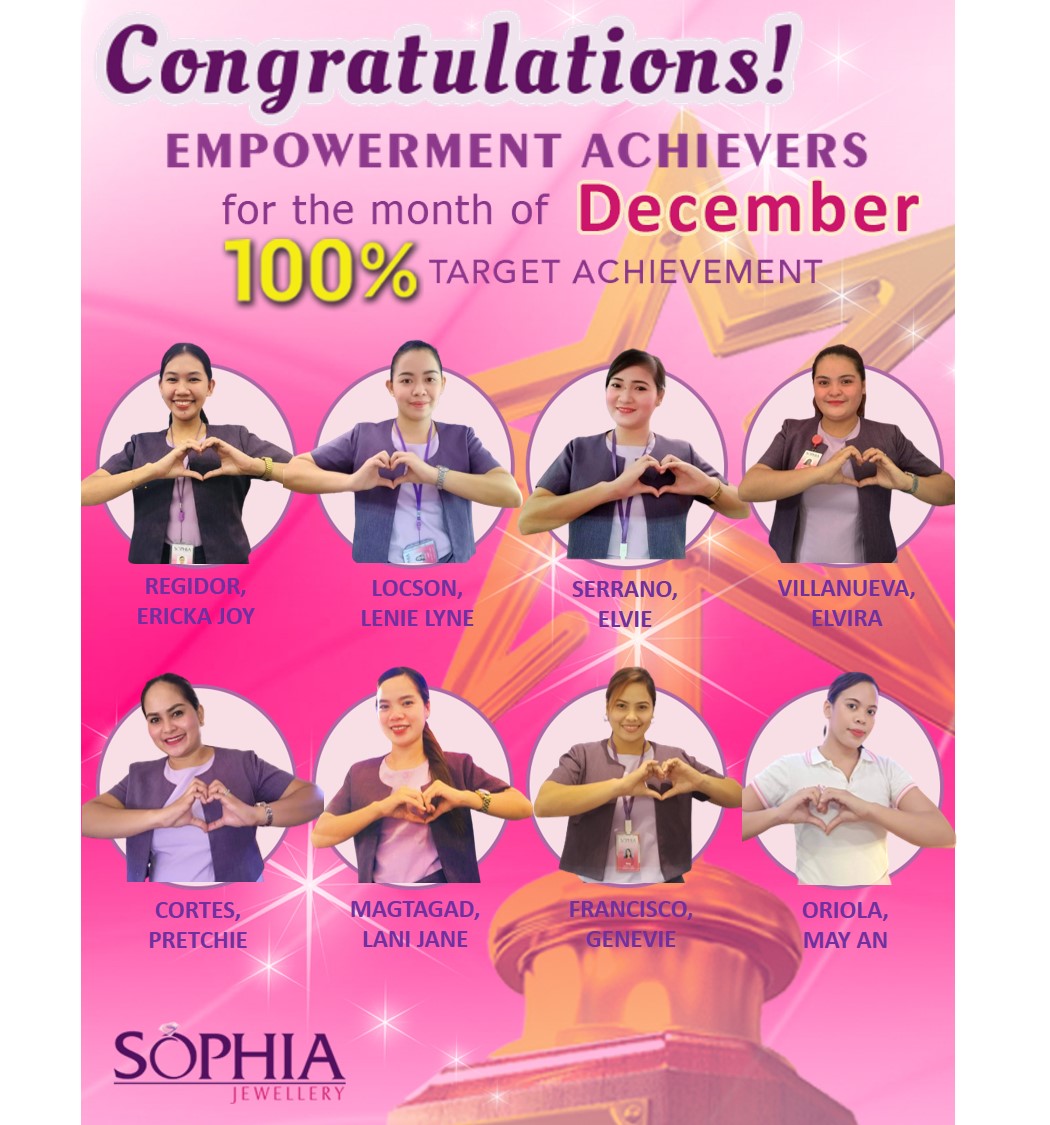 Congratulations!
EMPOWERMENT ACHIEVERS
for the month of December
100% TARGET ACHIEVEMENT
REGIDOR,
ERICKA JOY
LOCSON,
LENIE LYNE
SERRANO,
ELVIE
VILLANUEVA,
ELVIRA
CORTES,
PRETCHIE
MAGTAGAD,
LANI JANE
FRANCISCO,
GENEVIE
ORIOLA,
MAY AN
SOPHIA
JEWELLERY